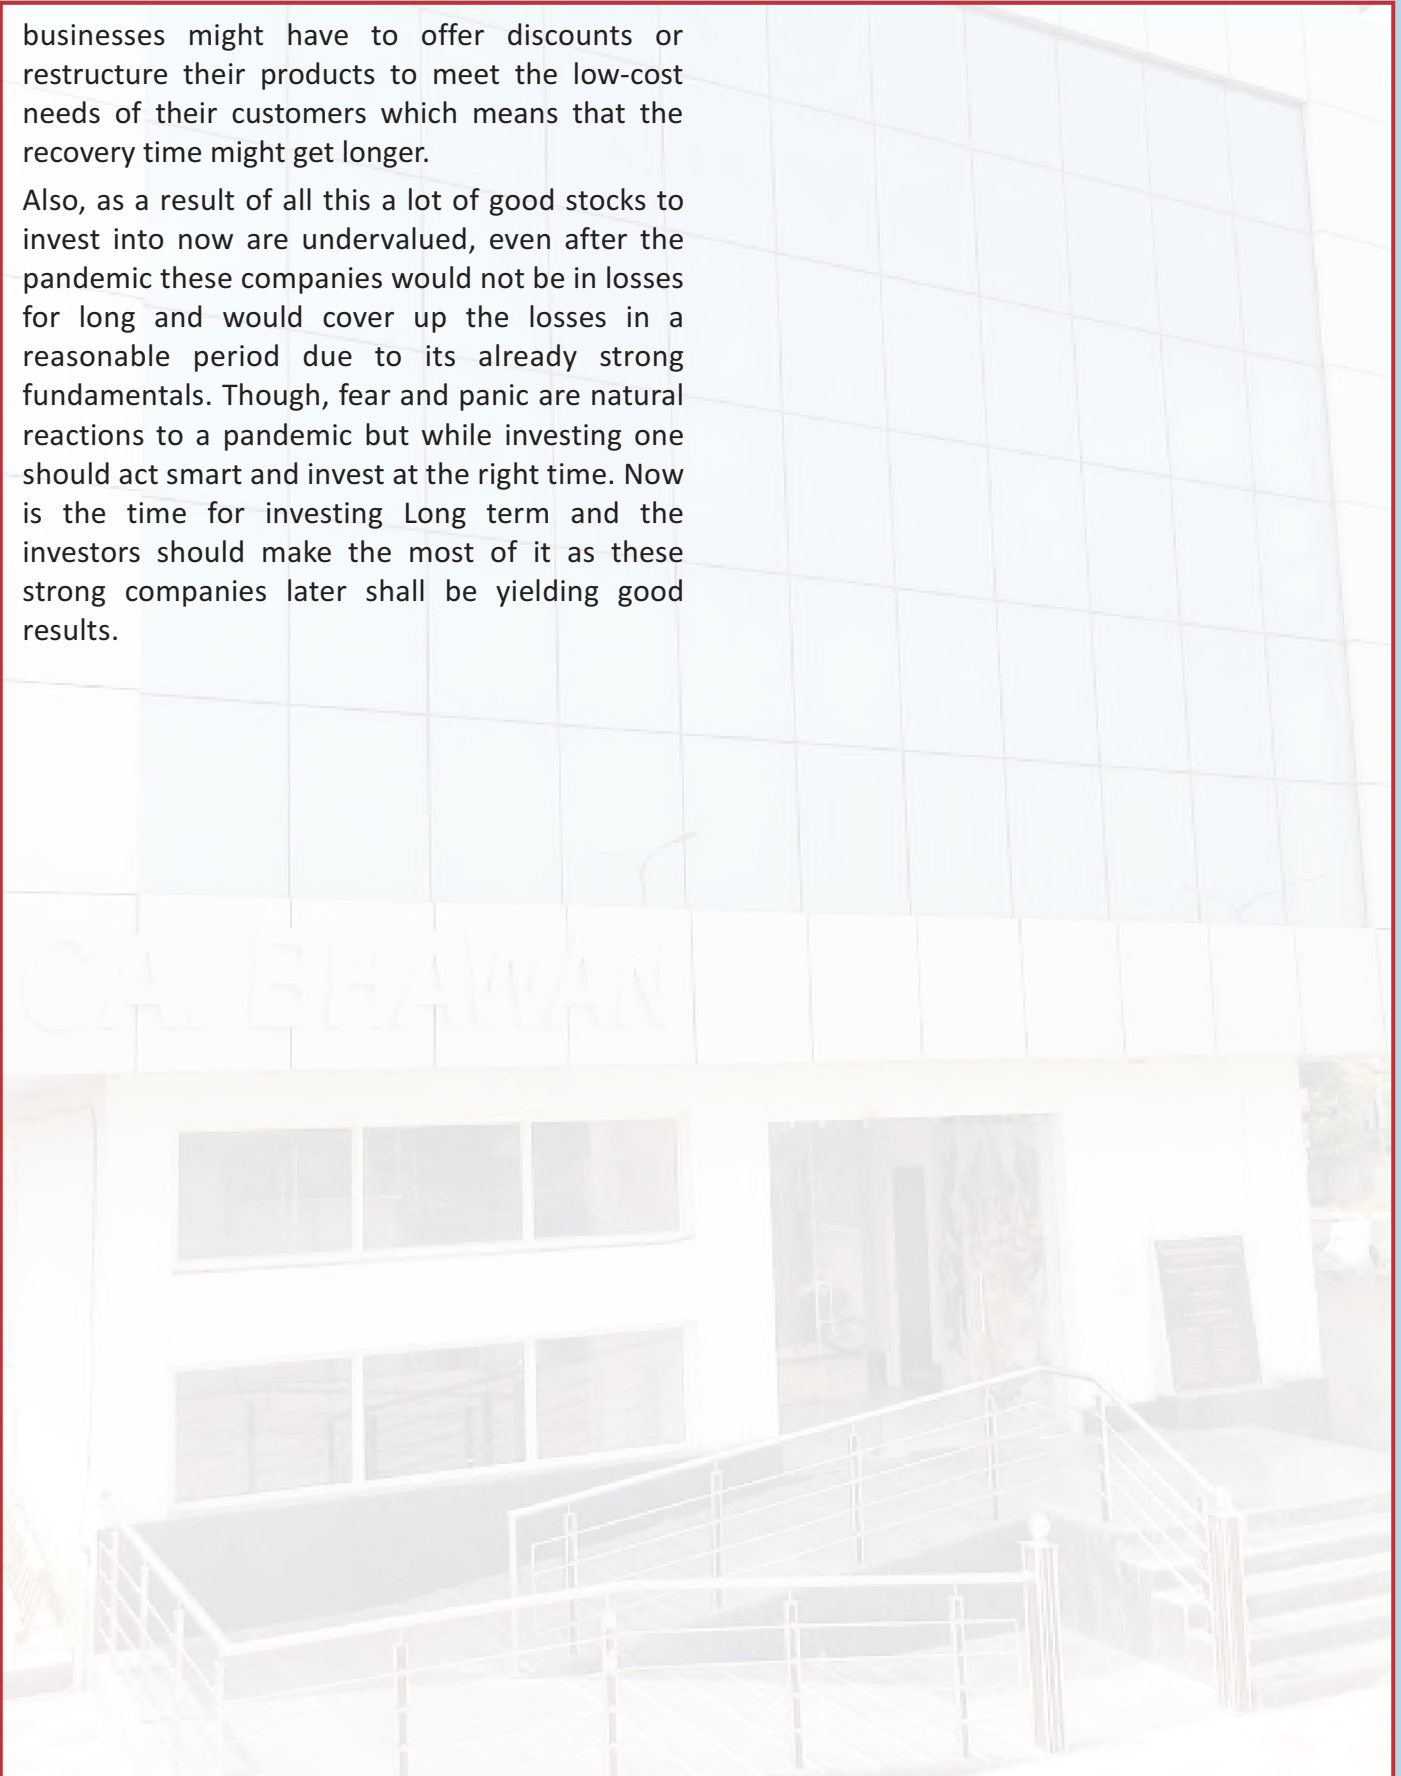 businesses might have to offer discounts or
restructure their products to meet the low-cost
needs of their customers which means that the
recovery time might get longer.
Also, as a result of all this a lot of good stocks to
invest into now are undervalued, even after the
pandemic these companies would not be in losses
for long and would cover up the losses in a
reasonable period due to its already strong
fundamentals. Though, fear and panic are natural
reactions to a pandemic but while investing one
should act smart and invest at the right time. Now
is the time for investing Long term and the
investors should make the most of it as these
strong companies later shall be yielding good
results.
CAI BHAWAN